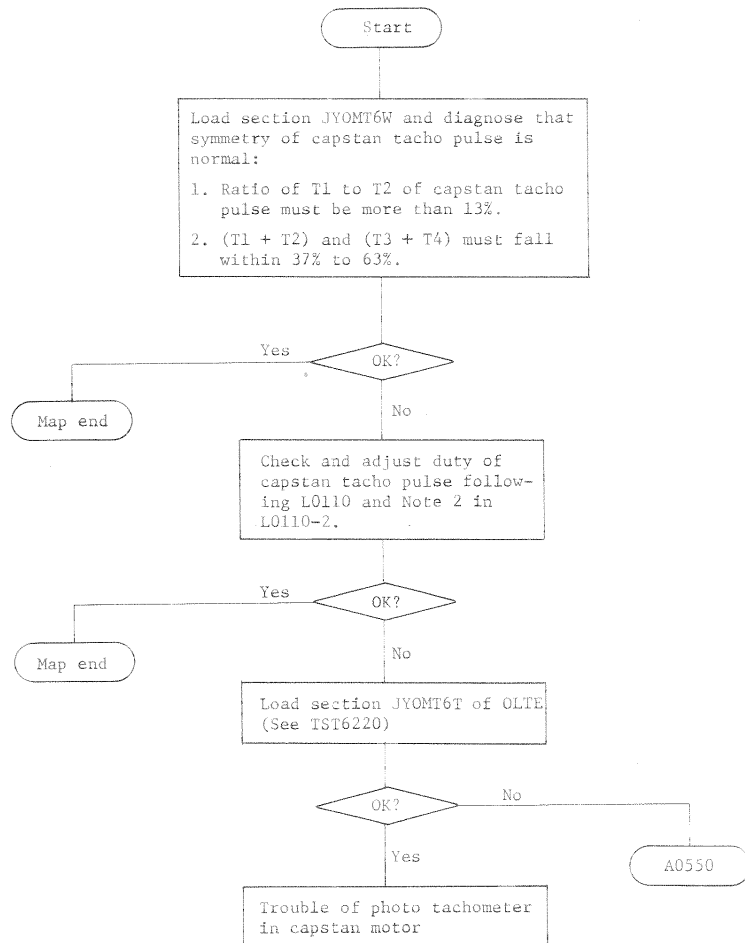 Start
Load section JYOMT6W and diagnose that
symmetry of capstan tacho pulse is
normal:
1. Ratio of T1 to T2 of capstan tacho
pulse must be more than 13%.
2. (T1 + T2) and (T3 + T4) must fall
within 37% to 63%.
Yes
OK?
Map end
No
Check and adjust duty of
capstan tacho pulse follow-
ing L0110 and Note 2 in
L0110-2.
Yes
OK?
Map end
No
Load section JYOMT6T of OLTE
(See TST6220)
OK?
No
Yes
A0550
Trouble of photo tachometer
in capstan motor